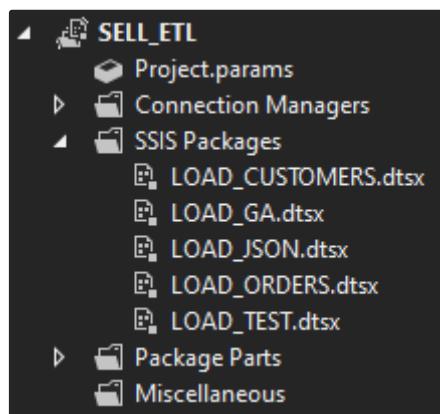 SELL_ETL
Project.params
Connection Managers
SSIS Packages
LOAD_CUSTOMERS.dtsx
LOAD_GA.dtsx
LOAD_JSON.dtsx
LOAD_ORDERS.dtsx
LOAD_TEST.dtsx
Package Parts
Miscellaneous